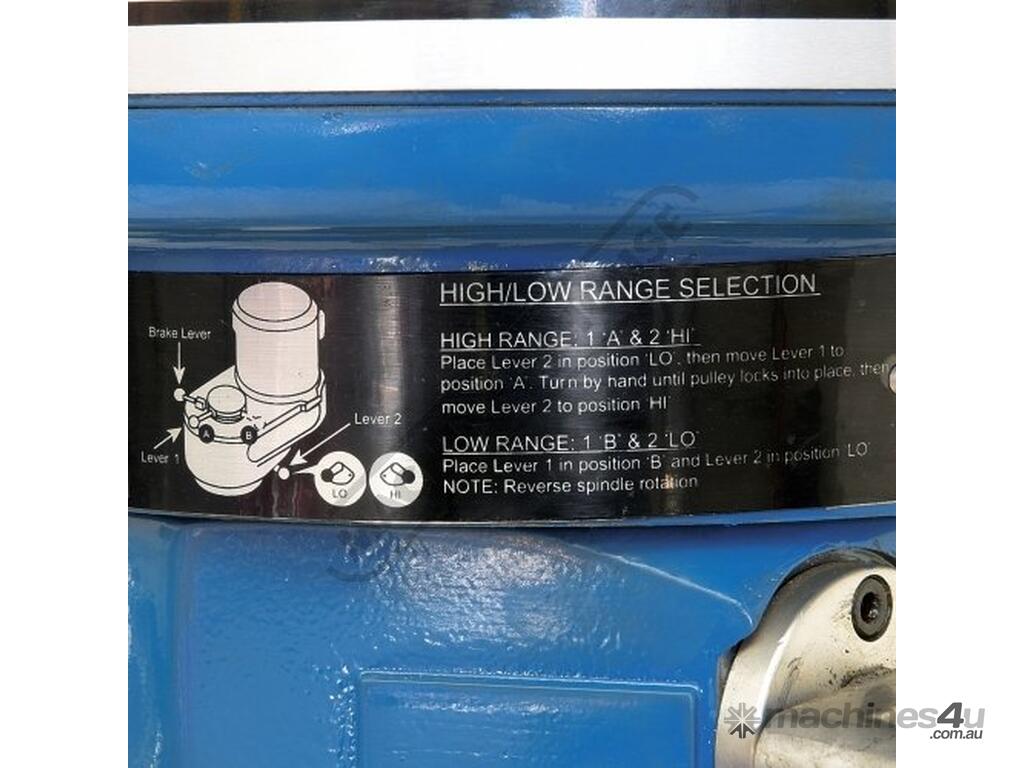 HIGH/LOW RANGE SELECTION
HIGH RANGE: 1 'A' & 2 'HI'
Place Lever 2 in position 'LO', then move Lever 1 to
position 'A'. Turn by hand until pulley locks into place, then
move Lever 2 to position 'HI'
LOW RANGE: 1 'B' & 2 'LO'
Place Lever 1 in position 'B' and Lever 2 in position 'LO'
NOTE: Reverse spindle rotation
Brake Lever
Lever 2
A
B
Lever 1
LO
HI
machines4u
.com.au